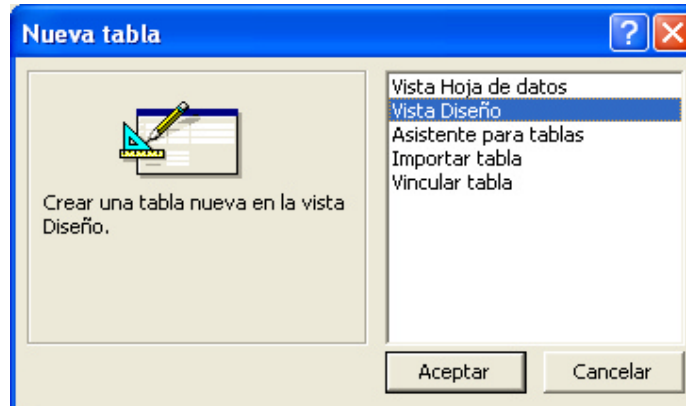 Nueva tabla
Crear una tabla nueva en la vista
Diseño.
Vista Hoja de datos
Vista Diseño
Asistente para tablas
Importar tabla
Vincular tabla
Aceptar
Cancelar